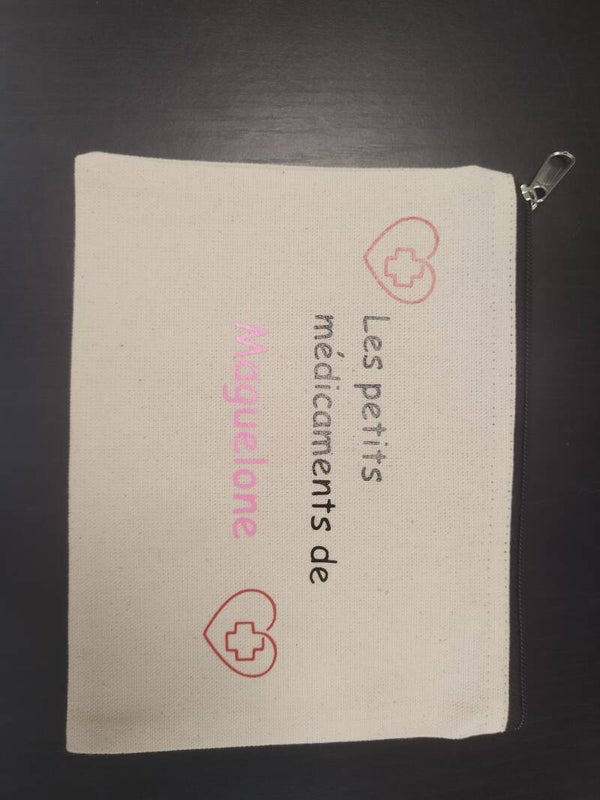 Les petits
médicaments de
Maguelone